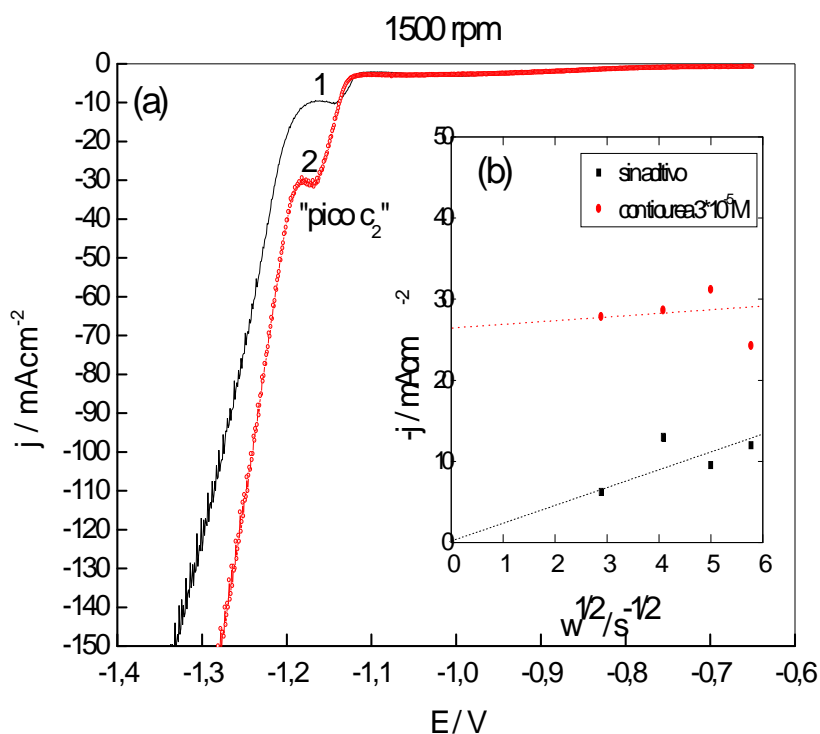 1500 rpm
(a)
1
2
"pico c₂"
0
-10
-20
-30
-40
-50
-60
-70
-80
-90
-100
-110
-120
-130
-140
-150
j / mAcm⁻²
-1,4 -1,3 -1,2 -1,1 -1,0 -0,9 -0,8 -0,7 -0,6
E / V
(b)
sinaditivo
contiourea3*10⁻⁵M
50
40
30
20
10
0
-j / mAcm⁻²
0 1 2 3 4 5 6
w^1/2/s^-1/2